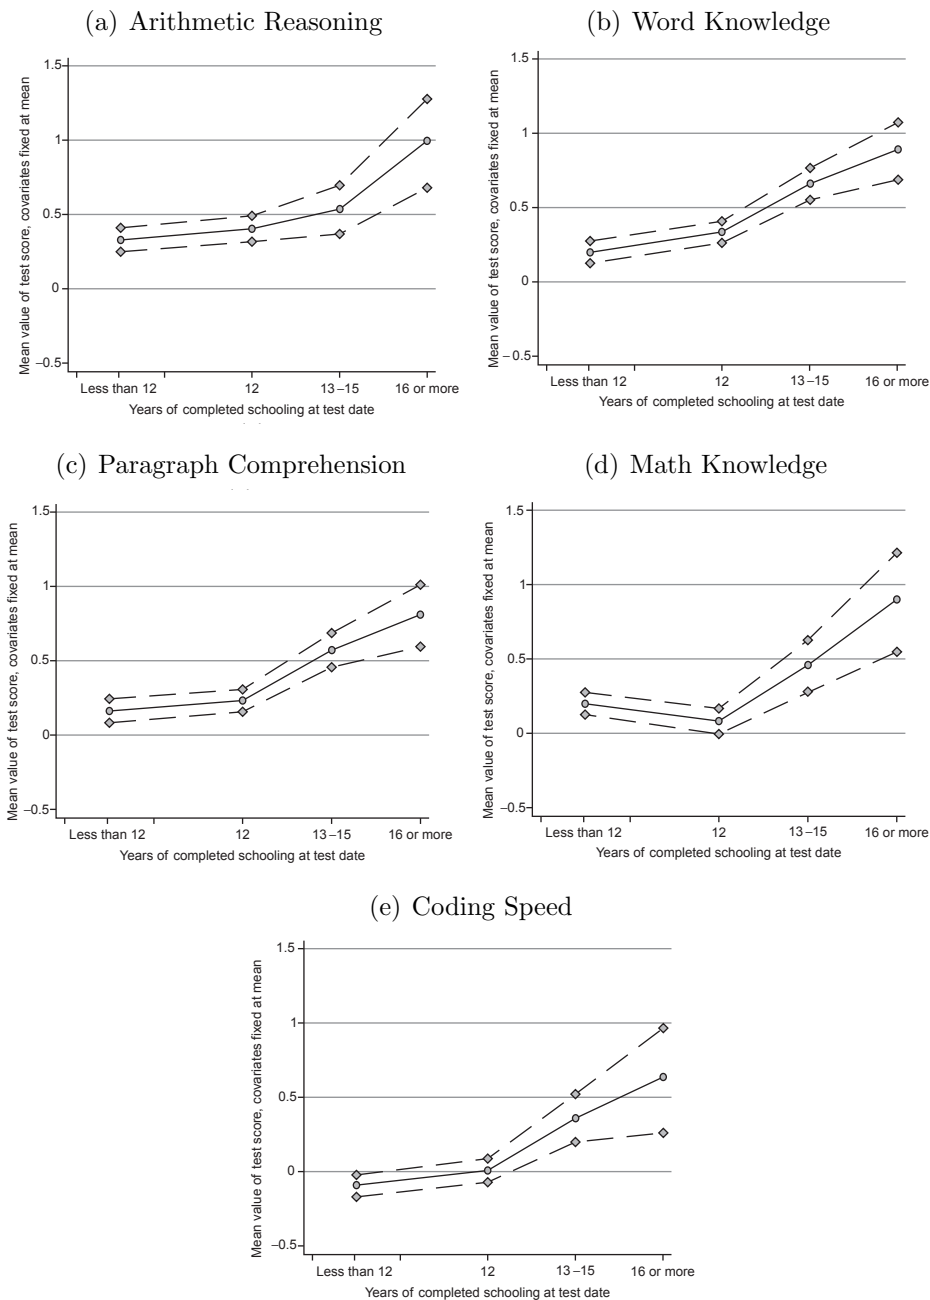 (a) Arithmetic Reasoning
Mean value of test score, covariates fixed at mean
1.5
1
0.5
0
−0.5
Less than 12 12 13–15 16 or more
Years of completed schooling at test date
(b) Word Knowledge
Mean value of test score, covariates fixed at mean
1.5
1
0.5
0
−0.5
Less than 12 12 13–15 16 or more
Years of completed schooling at test date
(c) Paragraph Comprehension
Mean value of test score, covariates fixed at mean
1.5
1
0.5
0
−0.5
Less than 12 12 13–15 16 or more
Years of completed schooling at test date
(d) Math Knowledge
Mean value of test score, covariates fixed at mean
1.5
1
0.5
0
−0.5
Less than 12 12 13–15 16 or more
Years of completed schooling at test date
(e) Coding Speed
Mean value of test score, covariates fixed at mean
1.5
1
0.5
0
−0.5
Less than 12 12 13–15 16 or more
Years of completed schooling at test date